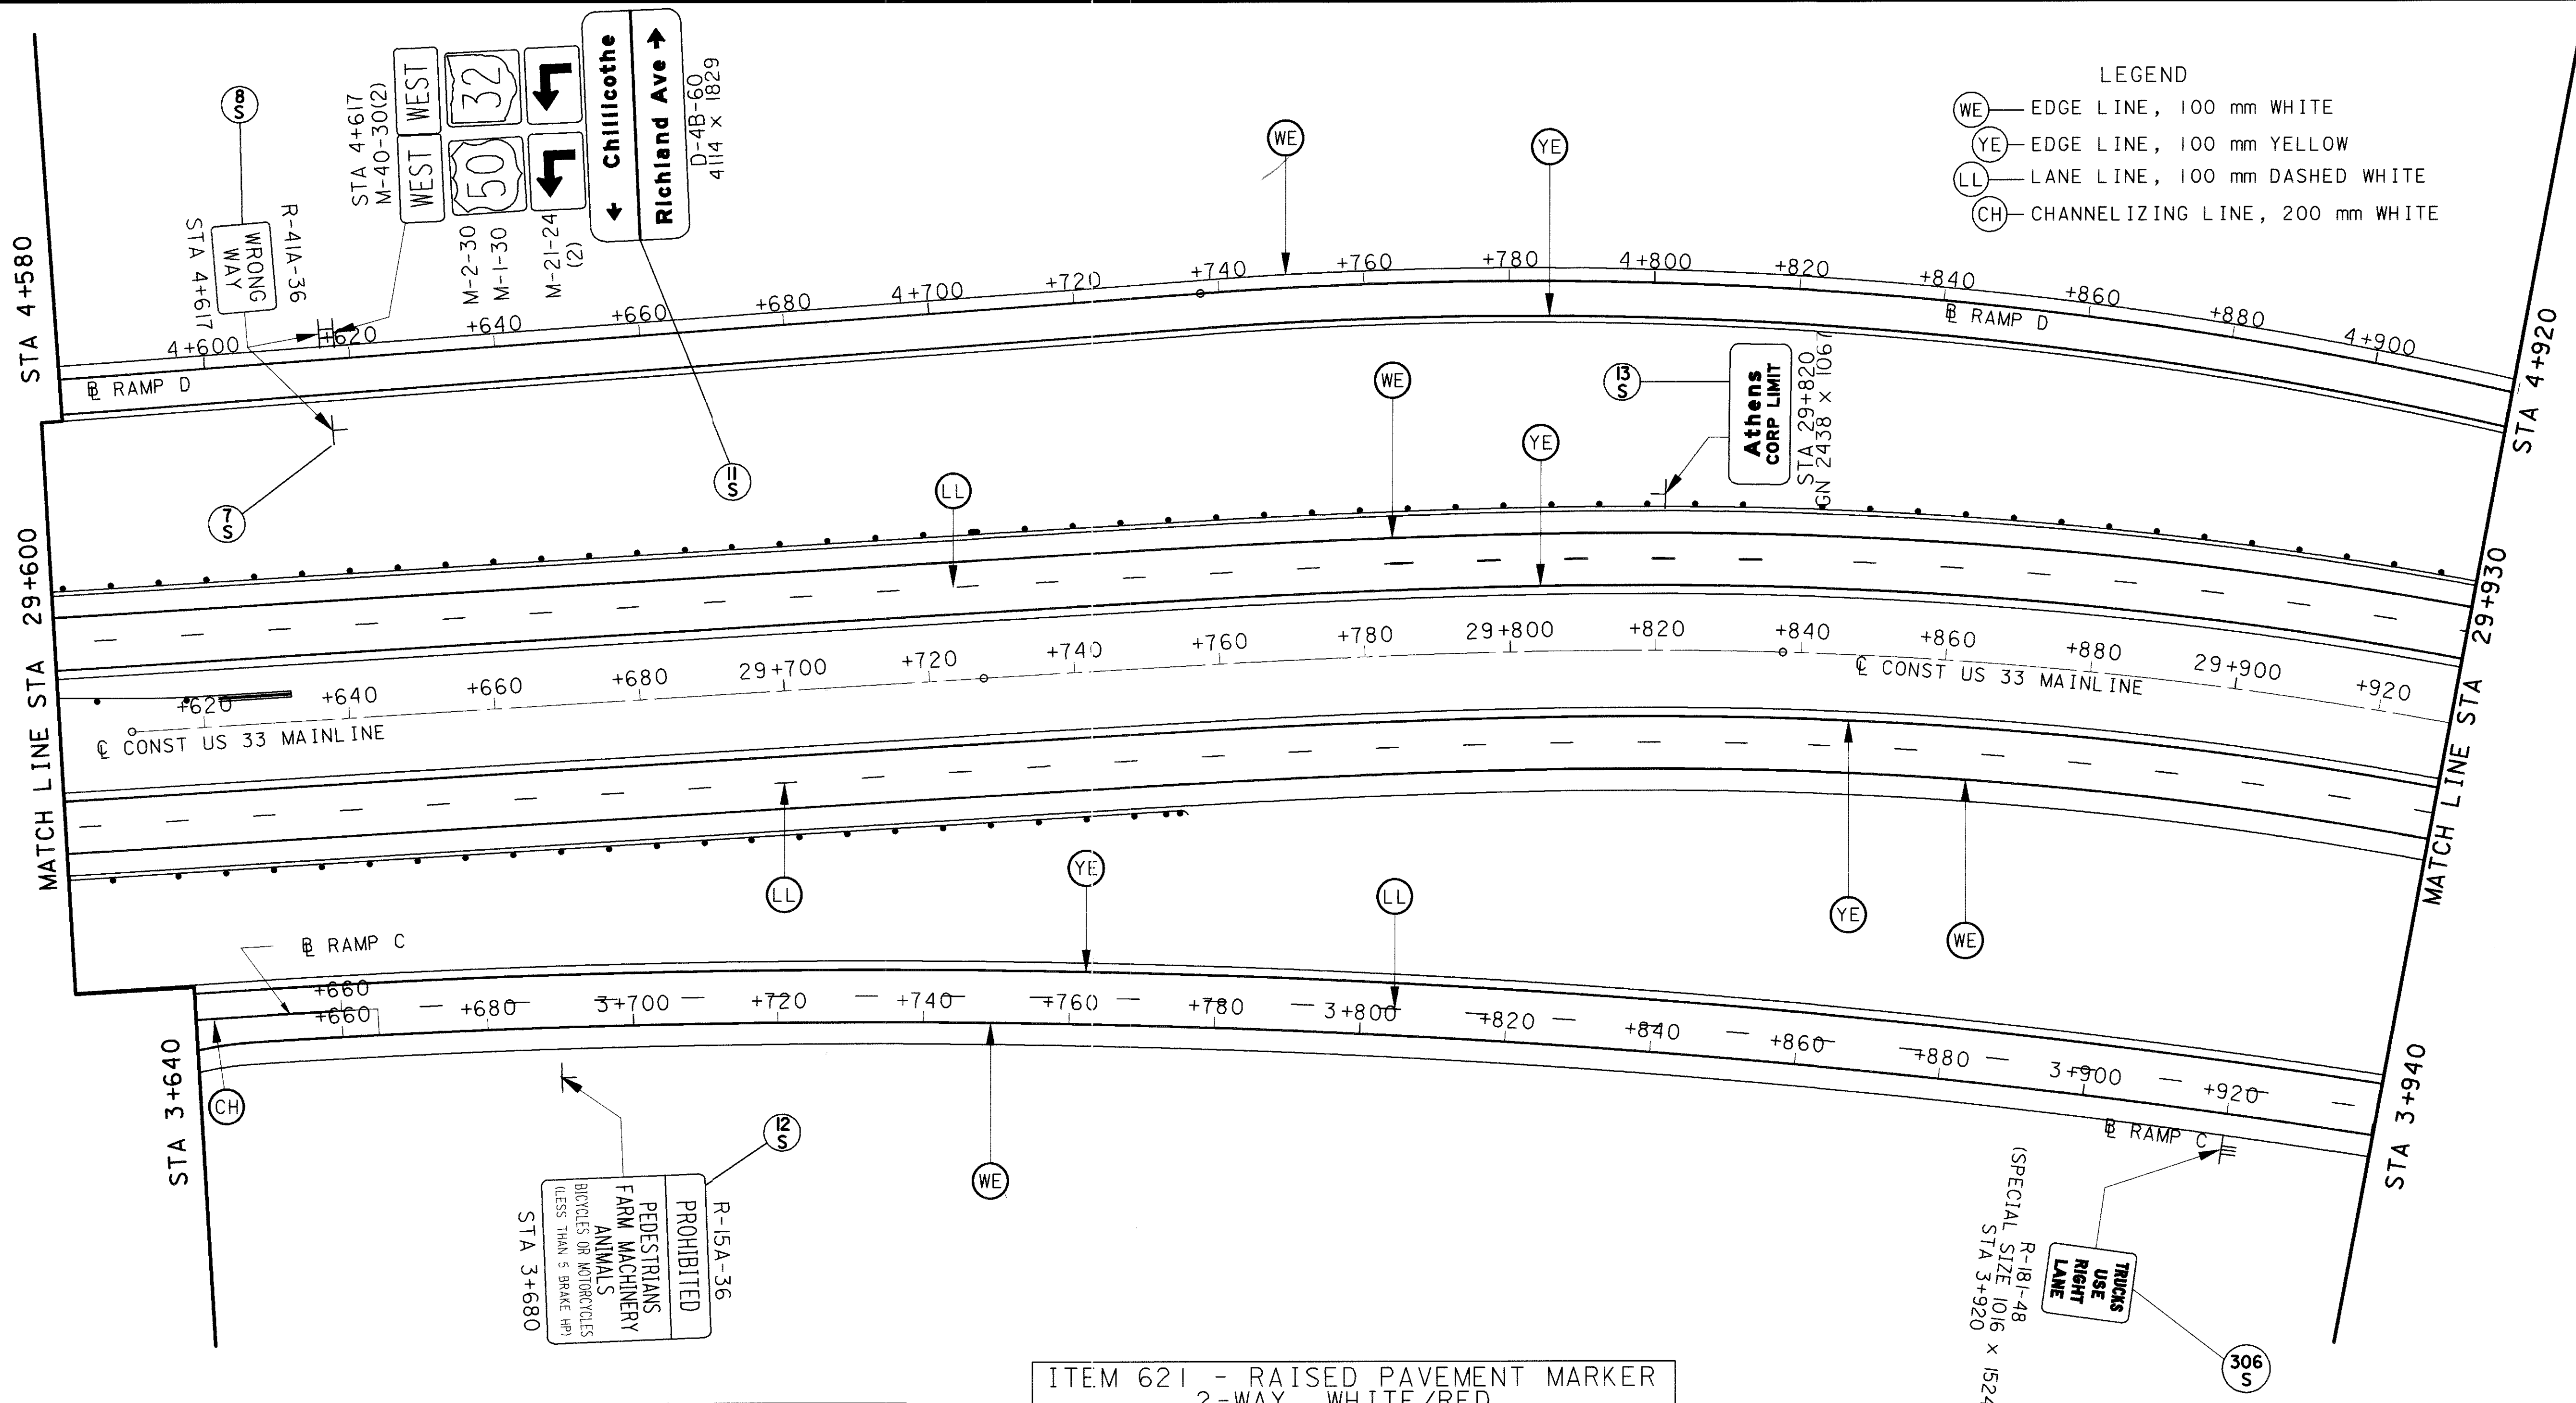 LEGEND
WE EDGE LINE, 100 mm WHITE
YE EDGE LINE, 100 mm YELLOW
LL LANE LINE, 100 mm DASHED WHITE
CH CHANNELIZING LINE, 200 mm WHITE
8
S
STA 4+617
M-40-30(2)
WEST WEST
32
50
M-2-30
M-1-30
M-21-24
(2)
← Chillicothe
Richland Ave →
D-4B-60
4114 × 1829
R-41A-36
WRONG
WAY
STA 4+617
7
S
11
S
WE
YE
STA 4+580
4+600
+620
+640
+660
+680
4+700
+720
+740
+760
+780
4+800
+820
+840
+860
+880
4+900
STA 4+920
℄ RAMP D
℄ RAMP D
13
S
Athens
CORP LIMIT
STA 29+820
GN 2438 × 1067
WE
YE
LL
MATCH LINE STA 29+600
+620
+640
+660
+680
29+700
+720
+740
+760
+780
29+800
+820
+840
+860
+880
29+900
+920
MATCH LINE STA 29+930
℄ CONST US 33 MAINLINE
℄ CONST US 33 MAINLINE
LL
YE
LL
YE
WE
℄ RAMP C
STA 3+640
+660
+660
+680
3+700
+720
+740
+760
+780
3+800
+820
+840
+860
+880
3+900
+920
STA 3+940
℄ RAMP C
CH
WE
12
S
R-15A-36
PROHIBITED
PEDESTRIANS
FARM MACHINERY
ANIMALS
BICYCLES OR MOTORCYCLES
(LESS THAN 5 BRAKE HP)
STA 3+680
TRUCKS
USE
RIGHT
LANE
R-181-48
(SPECIAL SIZE 1016 × 1524
STA 3+920
306
S
ITEM 621 - RAISED PAVEMENT MARKER
2-WAY, WHITE/RED